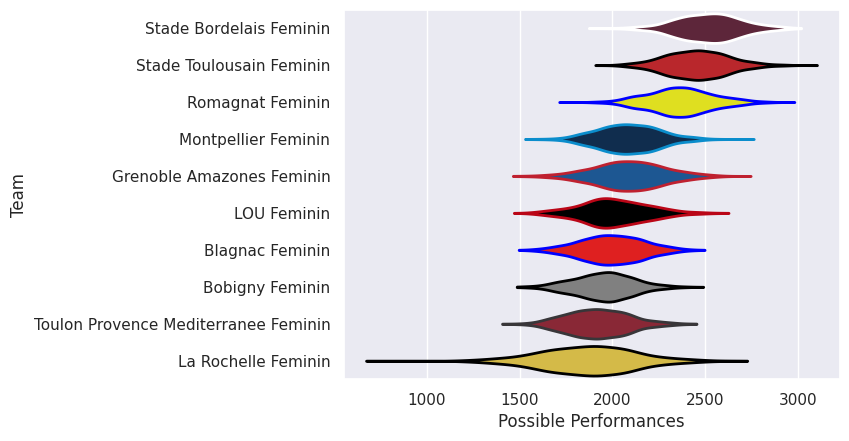 Stade Bordelais Feminin
Stade Toulousain Feminin
Romagnat Feminin
Montpellier Feminin
Grenoble Amazones Feminin
LOU Feminin
Blagnac Feminin
Bobigny Feminin
Toulon Provence Mediterranee Feminin
La Rochelle Feminin
Team
1000 1500 2000 2500 3000
Possible Performances